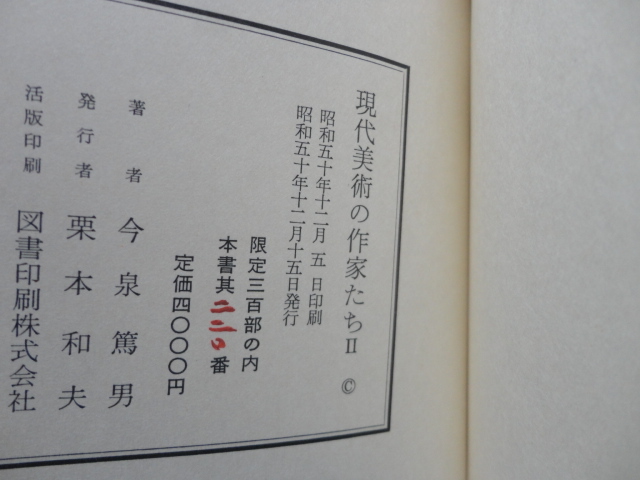 現代美術の作家たちⅡ ©
昭和五十年十二月 五 日印刷
昭和五十年十二月十五日発行
限定三百部の内
本書其二二〇番
定価四〇〇〇円
著者 今泉篤男
発行者 栗本和夫
活版印刷 図書印刷株式会社